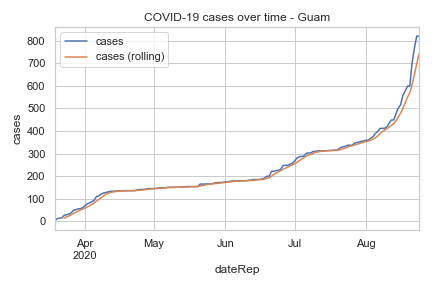 COVID-19 cases over time - Guam
cases
cases (rolling)
800
700
600
500
400
300
200
100
0
cases
Apr
2020
May
Jun
Jul
Aug
dateRep